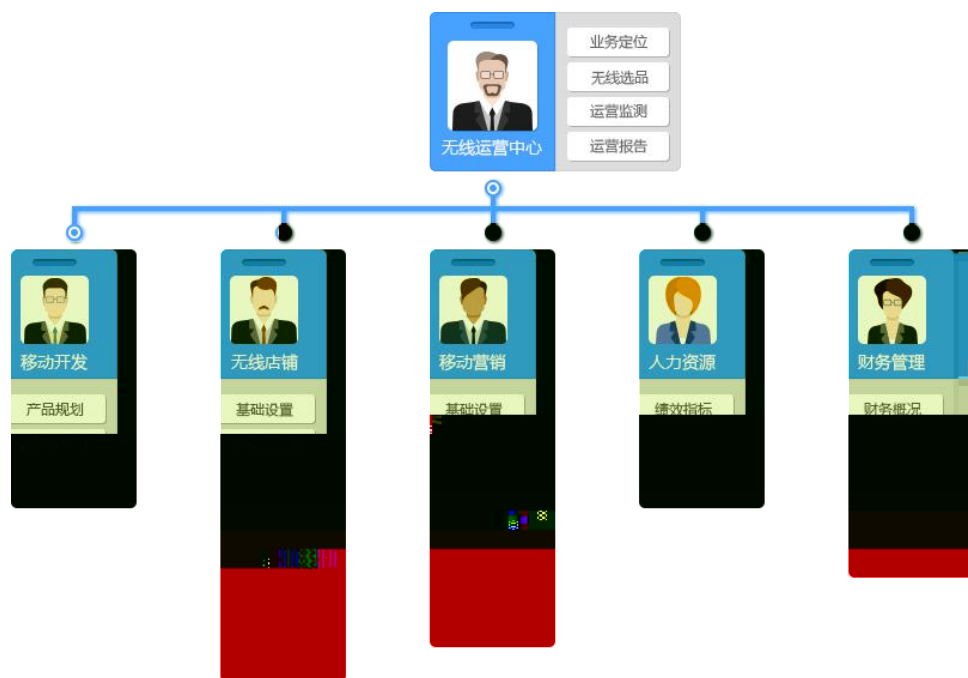 业务定位
无线选品
运营监测
运营报告
无线运营中心
移动开发
无线店铺
移动营销
人力资源
财务管理
产品规划
基础设置
基础设置
绩效指标
财务概况